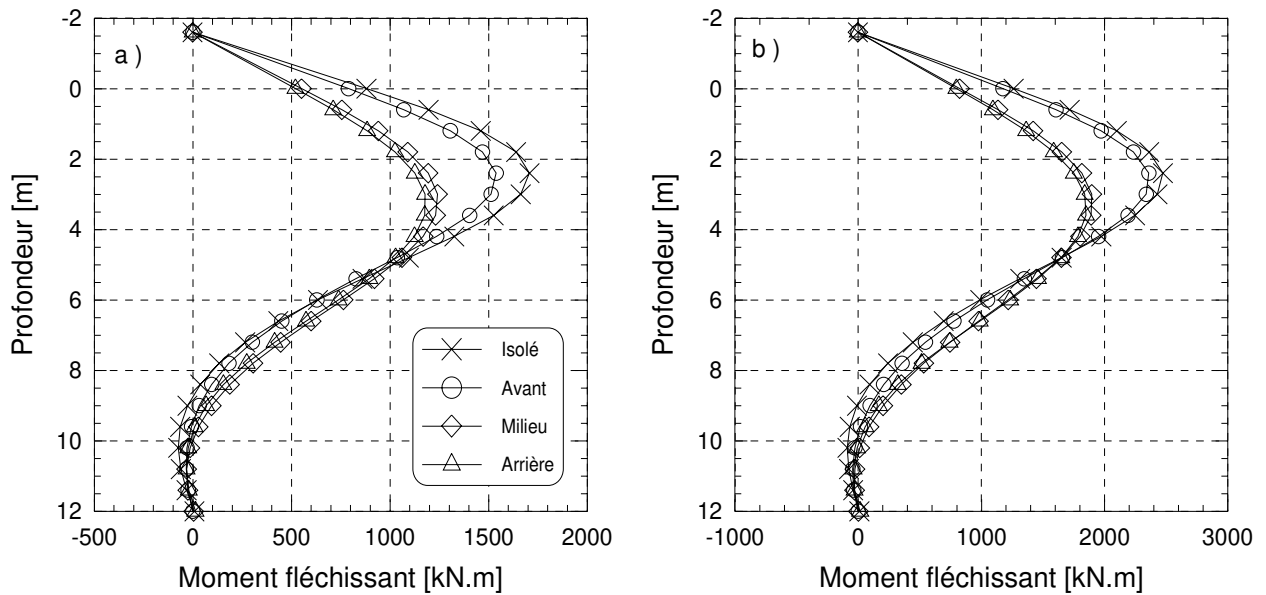 a )
-2
0
2
4
6
8
10
12
Profondeur [m]
-500 0 500 1000 1500 2000
Moment fléchissant [kN.m]
Isolé
Avant
Milieu
Arrière
b )
-2
0
2
4
6
8
10
12
Profondeur [m]
-1000 0 1000 2000 3000
Moment fléchissant [kN.m]